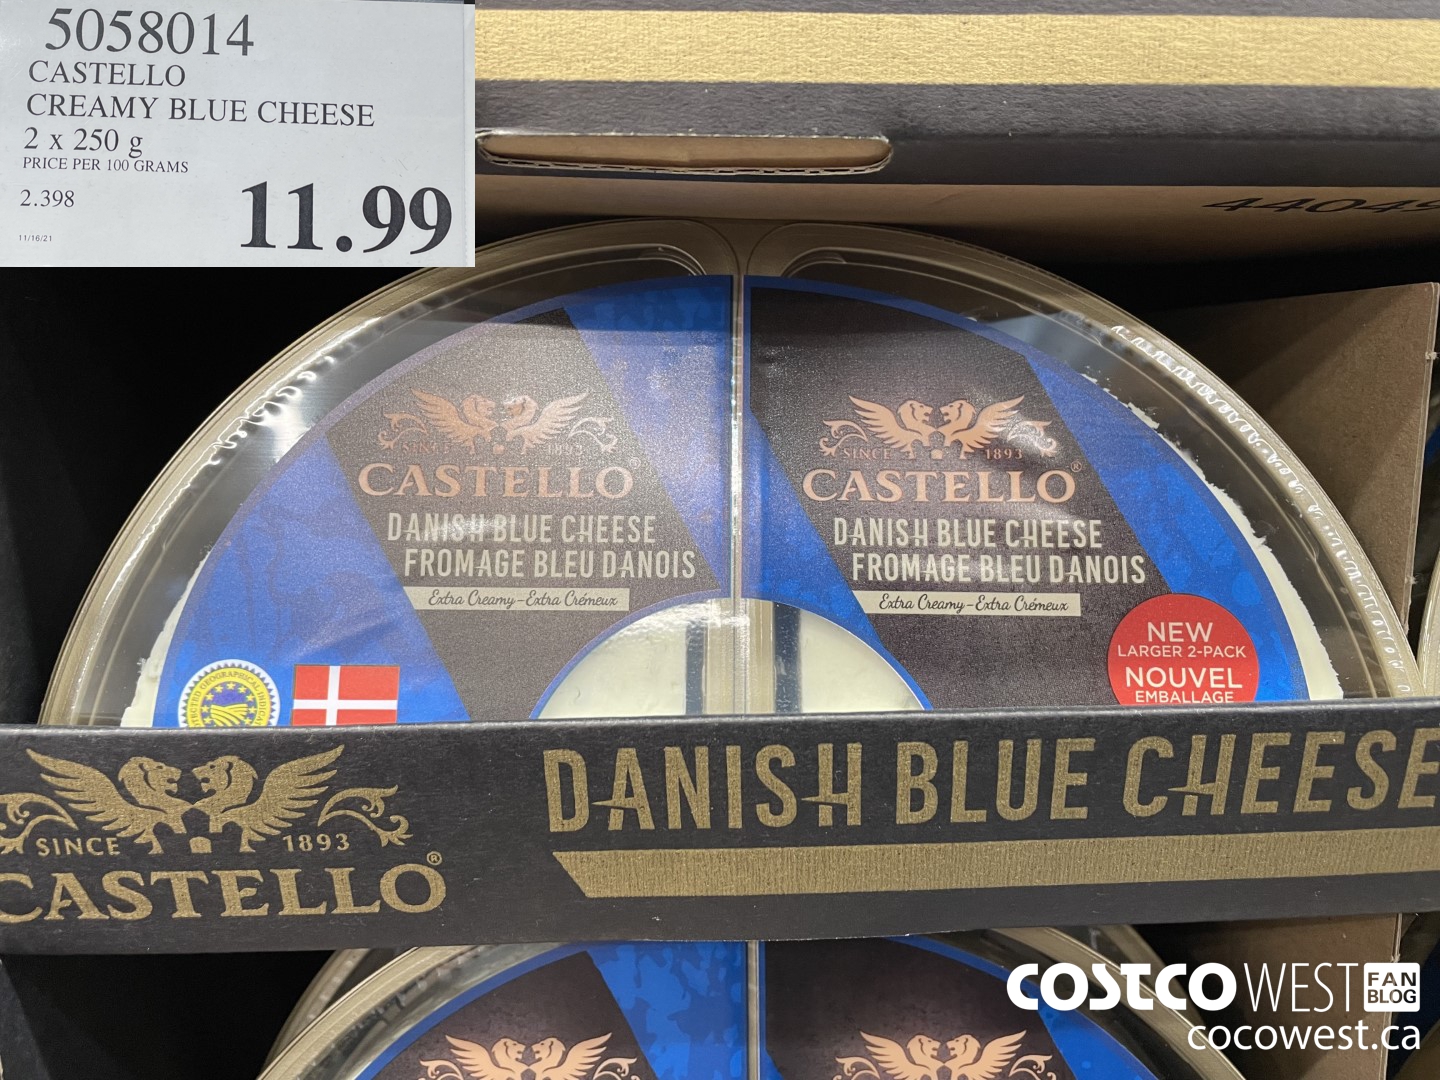 5058014
CASTELLO
CREAMY BLUE CHEESE
2 x 250 g
PRICE PER 100 GRAMS
2.398
11.99
11/16/21
SINCE 1893
CASTELLO®
DANISH BLUE CHEESE
FROMAGE BLEU DANOIS
Extra Creamy-Extra Crémeux
SINCE 1893
CASTELLO®
DANISH BLUE CHEESE
FROMAGE BLEU DANOIS
Extra Creamy-Extra Crémeux
NEW
LARGER 2-PACK
NOUVEL
EMBALLAGE
SINCE 1893
CASTELLO®
DANISH BLUE CHEESE
COSTCO WEST FAN BLOG
cocowest.ca